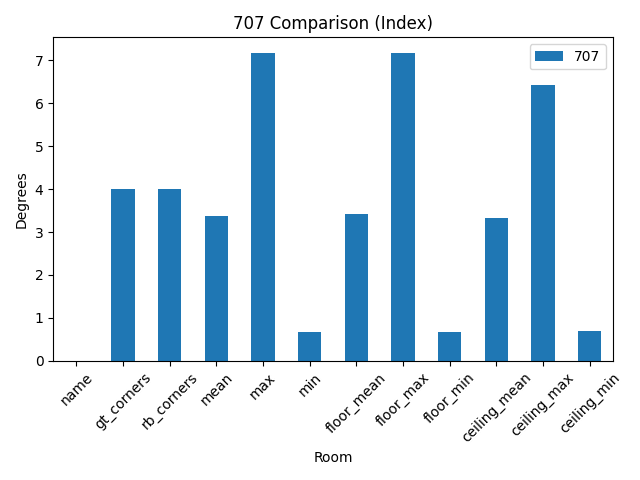 707 Comparison (Index)
707
Degrees
7
6
5
4
3
2
1
0
name
gt_corners
rb_corners
mean
max
min
floor_mean
floor_max
floor_min
ceiling_mean
ceiling_max
ceiling_min
Room